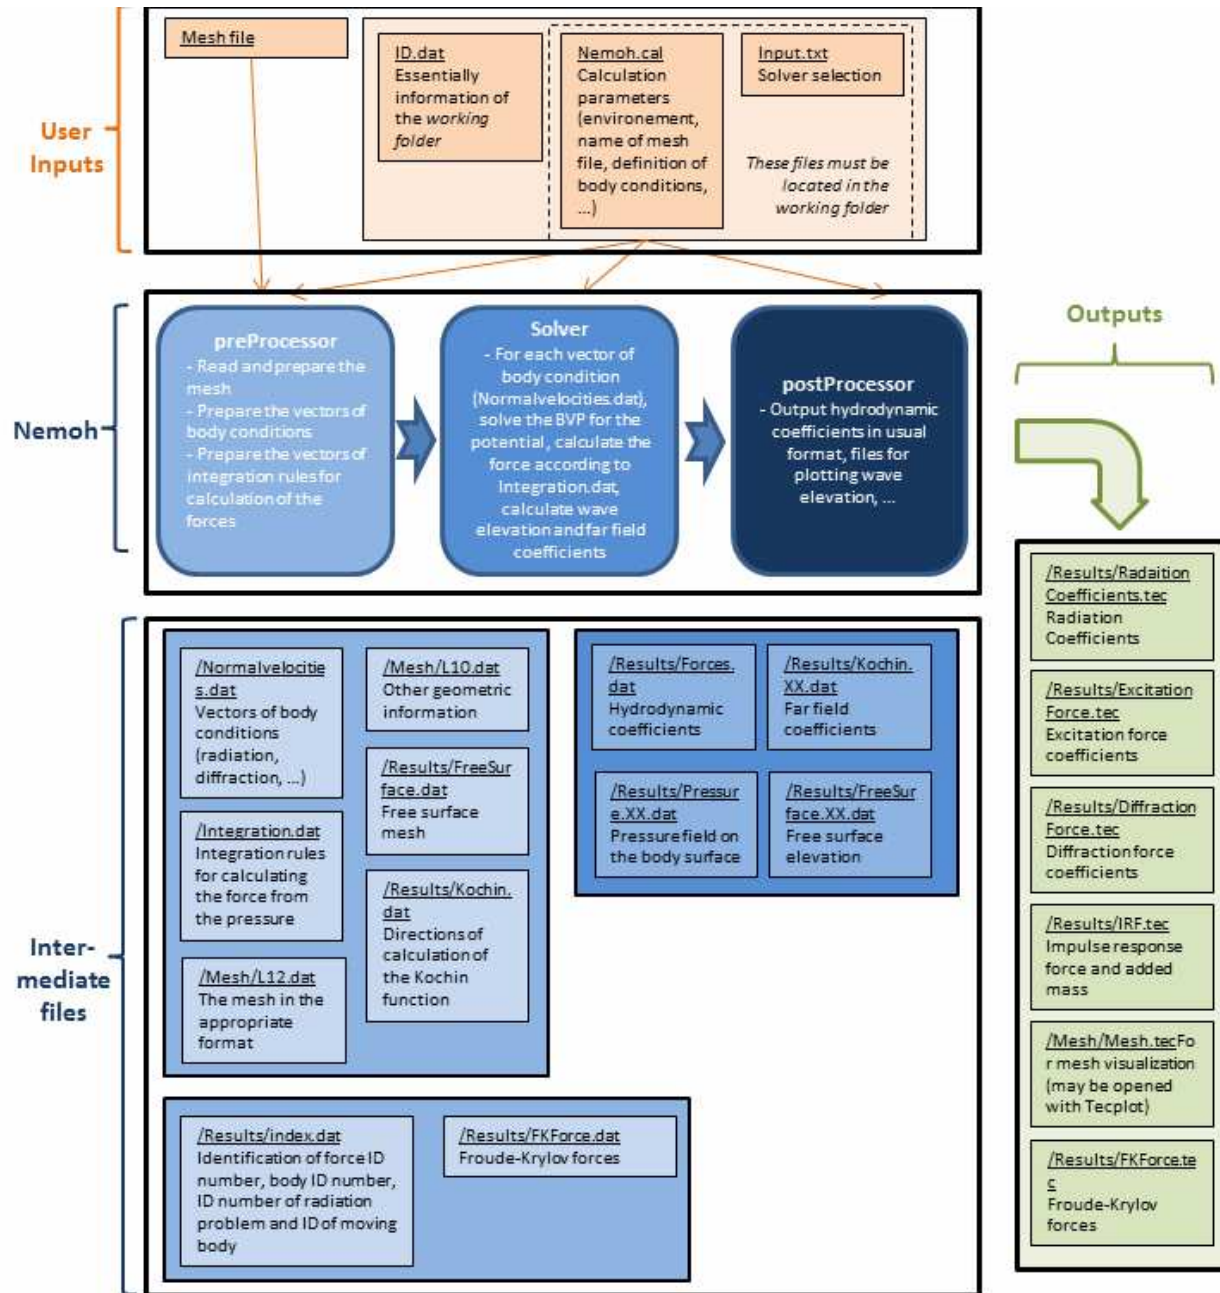 User
Inputs
Mesh file
ID.dat
Essentially
information of
the working
folder
Nemoh.cal
Calculation
parameters
(environement,
name of mesh
file, definition of
body conditions,
...)
Input.txt
Solver selection
These files must be
located in the
working folder
Nemoh
preProcessor
- Read and prepare the
mesh
- Prepare the vectors of
body conditions
- Prepare the vectors of
integration rules for
calculation of the
forces
Solver
- For each vector of
body condition
(Normalvelocities.dat),
solve the BVP for the
potential, calculate the
force according to
Integration.dat,
calculate wave
elevation and far field
coefficients
postProcessor
- Output hydrodynamic
coefficients in usual
format, files for
plotting wave
elevation, ...
Outputs
/Results/Radaition
Coefficients.tec
Radiation
Coefficients
/Results/Excitation
Force.tec
Excitation force
coefficients
/Results/Diffraction
Force.tec
Diffraction force
coefficients
/Results/IRF.tec
Impulse response
force and added
mass
/Mesh/Mesh.tecFo
r mesh visualization
(may be opened
with Tecplot)
/Results/FKForce.te
c
Froude-Krylov
forces
Inter-
mediate
files
/Normalvelocitie
s.dat
Vectors of body
conditions
(radiation,
diffraction, ...)
/Integration.dat
Integration rules
for calculating
the force from
the pressure
/Mesh/L12.dat
The mesh in the
appropriate
format
/Mesh/L10.dat
Other geometric
information
/Results/FreeSur
face.dat
Free surface
mesh
/Results/Kochin.
dat
Directions of
calculation of
the Kochin
function
/Results/Forces.
dat
Hydrodynamic
coefficients
/Results/Kochin.
XX.dat
Far field
coefficients
/Results/Pressur
e.XX.dat
Pressure field on
the body surface
/Results/FreeSur
face.XX.dat
Free surface
elevation
/Results/index.dat
Identification of force ID
number, body ID number,
ID number of radiation
problem and ID of moving
body
/Results/FKForce.dat
Froude-Krylov forces